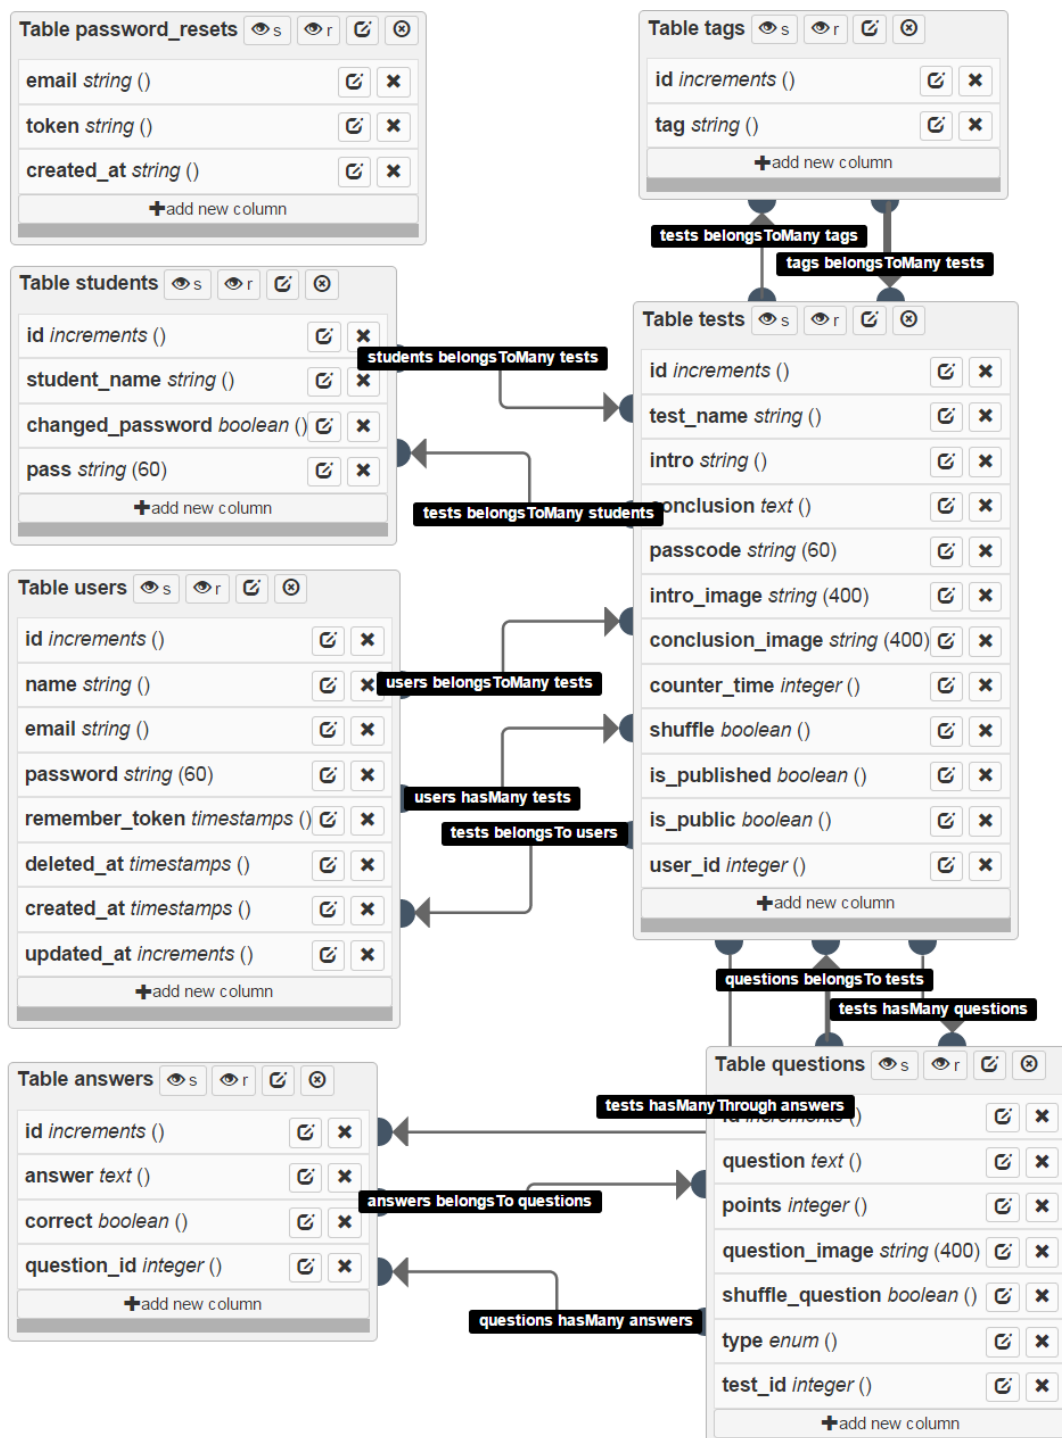 Table password_resets s r
email string ()
token string ()
created_at string ()
add new column
Table tags s r
id increments ()
tag string ()
add new column
tests belongsToMany tags
tags belongsToMany tests
Table students s r
id increments ()
student_name string ()
changed_password boolean ()
pass string (60)
add new column
students belongsToMany tests
tests belongsToMany students
Table tests s r
id increments ()
test_name string ()
intro string ()
conclusion text ()
passcode string (60)
intro_image string (400)
conclusion_image string (400)
counter_time integer ()
shuffle boolean ()
is_published boolean ()
is_public boolean ()
user_id integer ()
add new column
Table users s r
id increments ()
name string ()
email string ()
password string (60)
remember_token timestamps ()
deleted_at timestamps ()
created_at timestamps ()
updated_at increments ()
add new column
users belongsToMany tests
users hasMany tests
tests belongsTo users
questions belongsTo tests
tests hasMany questions
Table answers s r
id increments ()
answer text ()
correct boolean ()
question_id integer ()
add new column
tests hasManyThrough answers
answers belongsTo questions
questions hasMany answers
Table questions s r
id increments ()
question text ()
points integer ()
question_image string (400)
shuffle_question boolean ()
type enum ()
test_id integer ()
add new column